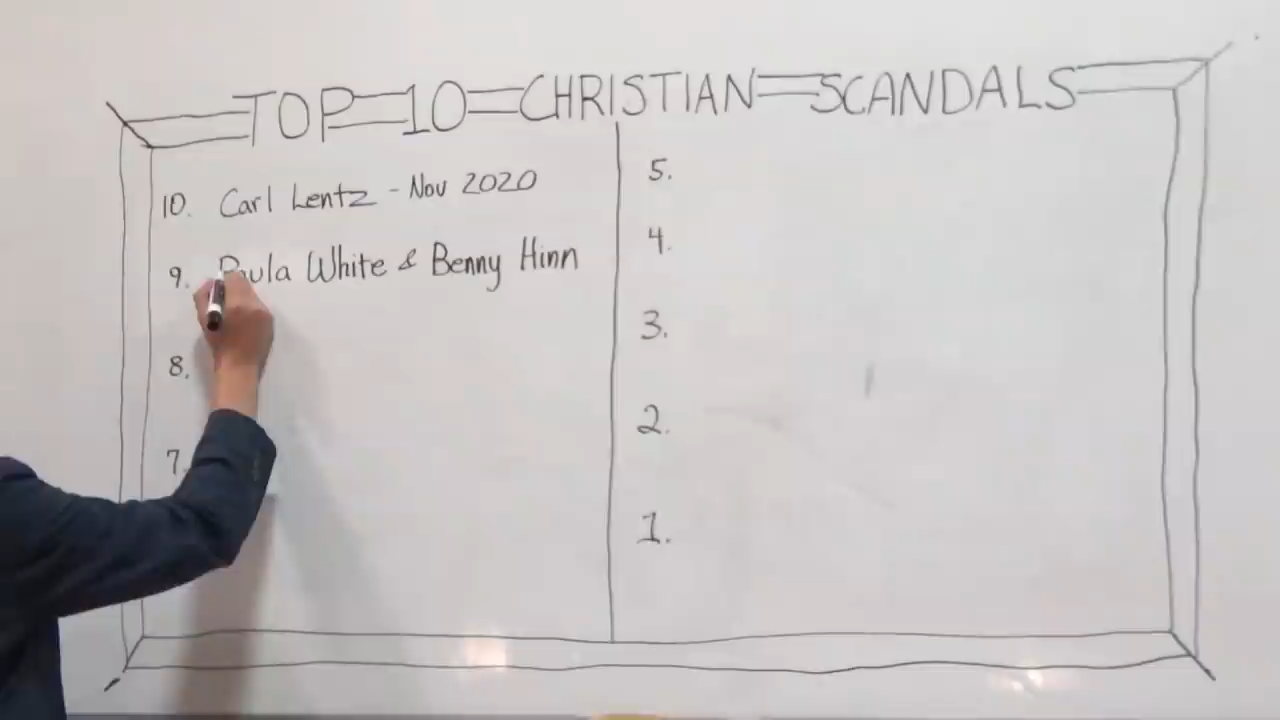 TOP 10 CHRISTIAN SCANDALS
10. Carl Lentz - Nov 2020
9. Paula White & Benny Hinn
8.
7.
5.
4.
3.
2.
1.